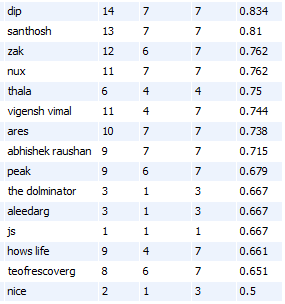 dip 14 7 7 0.834
santhosh 13 7 7 0.81
zak 12 6 7 0.762
nux 11 7 7 0.762
thala 6 4 4 0.75
vigensh vimal 11 4 7 0.744
ares 10 7 7 0.738
abhishek raushan 9 7 7 0.715
peak 9 6 7 0.679
the dolminator 3 1 3 0.667
aleedarg 3 1 3 0.667
js 1 1 1 0.667
hows life 9 4 7 0.661
teofrescoverg 8 6 7 0.651
nice 2 1 3 0.5